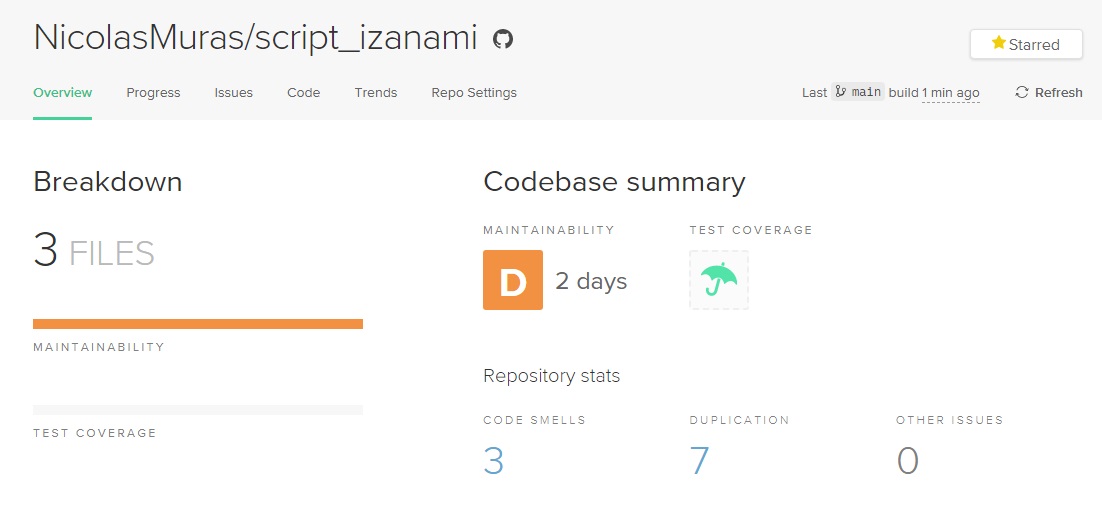 NicolasMuras/script_izanami
Starred
Overview Progress Issues Code Trends Repo Settings
Last main build 1 min ago Refresh
Breakdown
3 FILES
MAINTAINABILITY
TEST COVERAGE
Codebase summary
MAINTAINABILITY TEST COVERAGE
D 2 days
Repository stats
CODE SMELLS DUPLICATION OTHER ISSUES
3 7 0